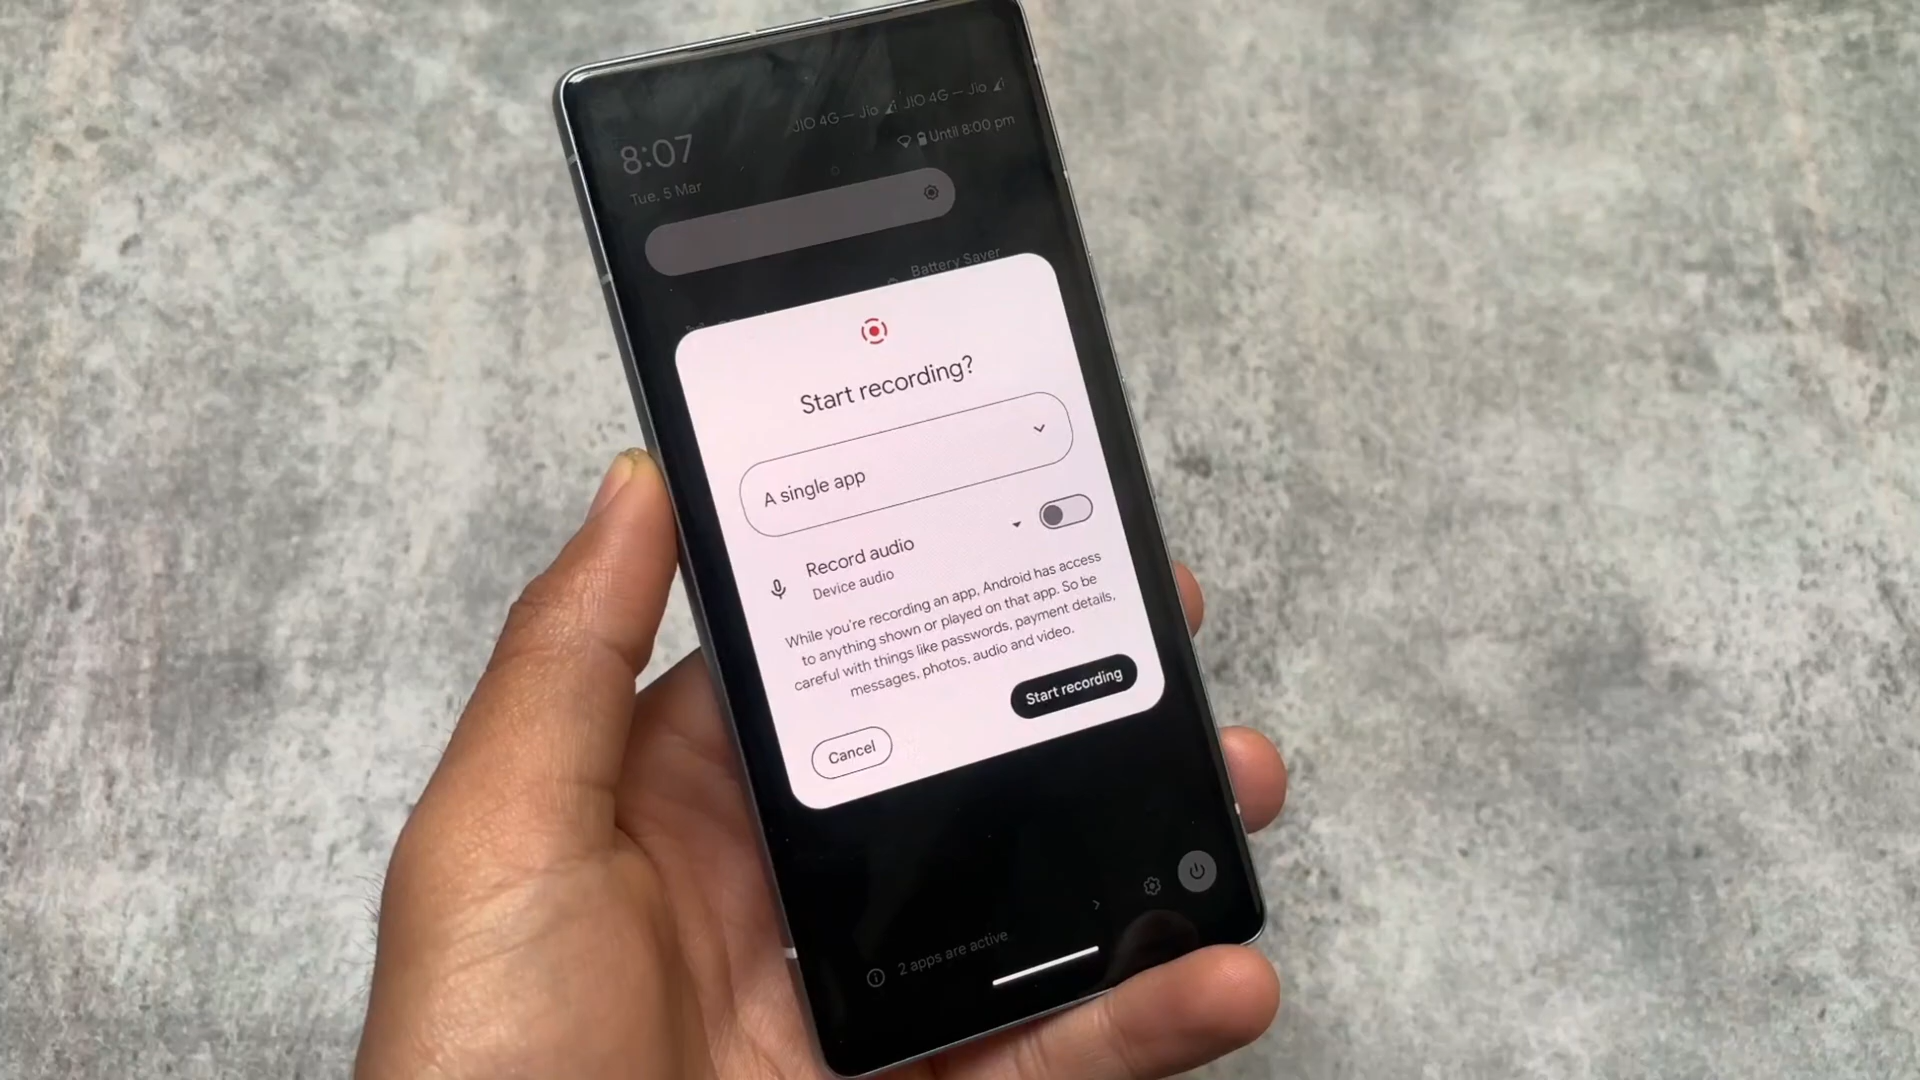 JIO 4G — Jio JIO 4G — Jio
8:07
Until 8:00 pm
Tue, 5 Mar
Battery Saver
Start recording?
A single app
Record audio
Device audio
While you're recording an app, Android has access
to anything shown or played on that app. So be
careful with things like passwords, payment details,
messages, photos, audio and video.
Start recording
Cancel
2 apps are active